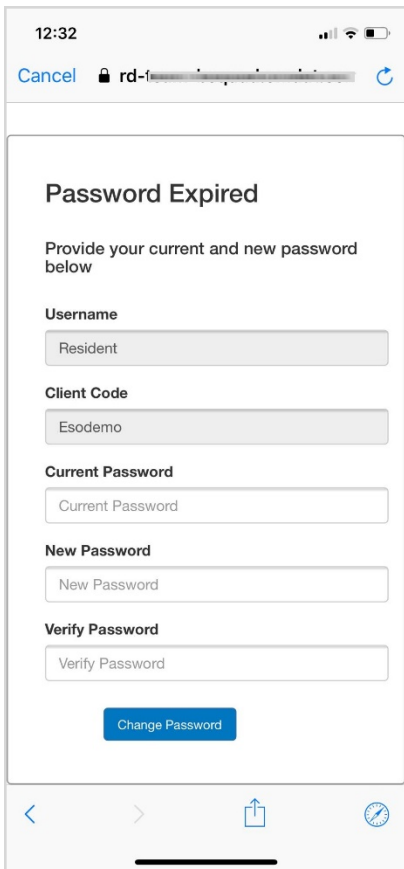 12:32
Cancel rd-
Password Expired
Provide your current and new password
below
Username
Resident
Client Code
Esodemo
Current Password
Current Password
New Password
New Password
Verify Password
Verify Password
Change Password